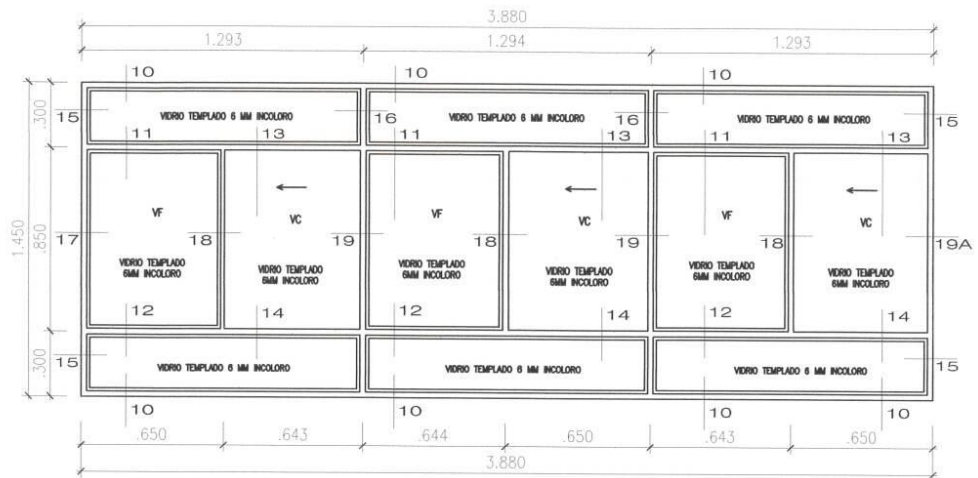 3.880
1.293 1.294 1.293
10 10 10
15 VIDRIO TEMPLADO 6 MM INCOLORO 16 VIDRIO TEMPLADO 6 MM INCOLORO 16 VIDRIO TEMPLADO 6 MM INCOLORO 15
.300
11 13 11 13 11 13
1.450
.850
VF VC VF VC VF VC
17 18 19 18 19 18 19A
VIDRIO TEMPLADO
6MM INCOLORO
VIDRIO TEMPLADO
6MM INCOLORO
VIDRIO TEMPLADO
6MM INCOLORO
VIDRIO TEMPLADO
6MM INCOLORO
VIDRIO TEMPLADO
6MM INCOLORO
VIDRIO TEMPLADO
6MM INCOLORO
12 14 12 14 12 14
.300
15 VIDRIO TEMPLADO 6 MM INCOLORO VIDRIO TEMPLADO 6 MM INCOLORO VIDRIO TEMPLADO 6 MM INCOLORO 15
10 10 10 10
.650 .643 .644 .650 .643 .650
3.880